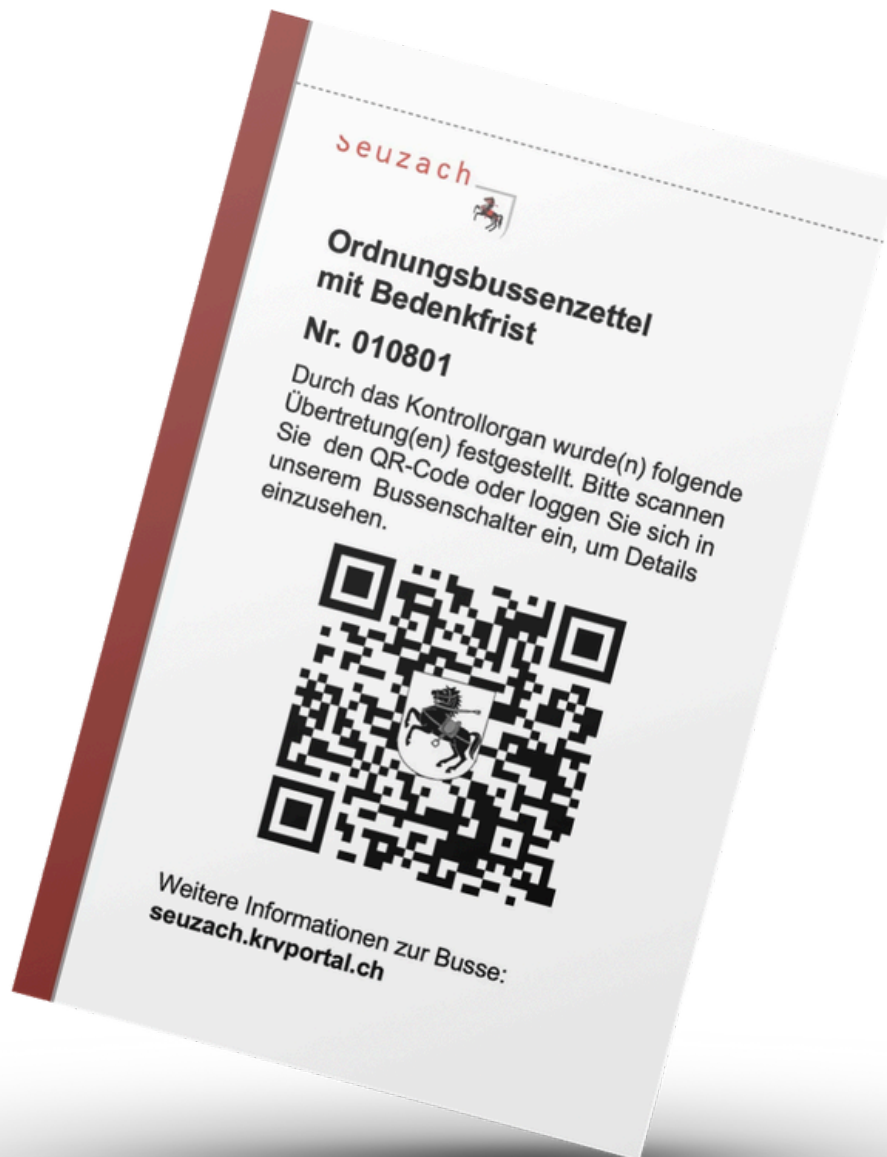 seuzach
Ordnungsbussenzettel
mit Bedenkfrist
Nr. 010801
Durch das Kontrollorgan wurde(n) folgende
Übertretung(en) festgestellt. Bitte scannen
Sie den QR-Code oder loggen Sie sich in
unserem Bussenschalter ein, um Details
einzusehen.
Weitere Informationen zur Busse:
seuzach.krvportal.ch